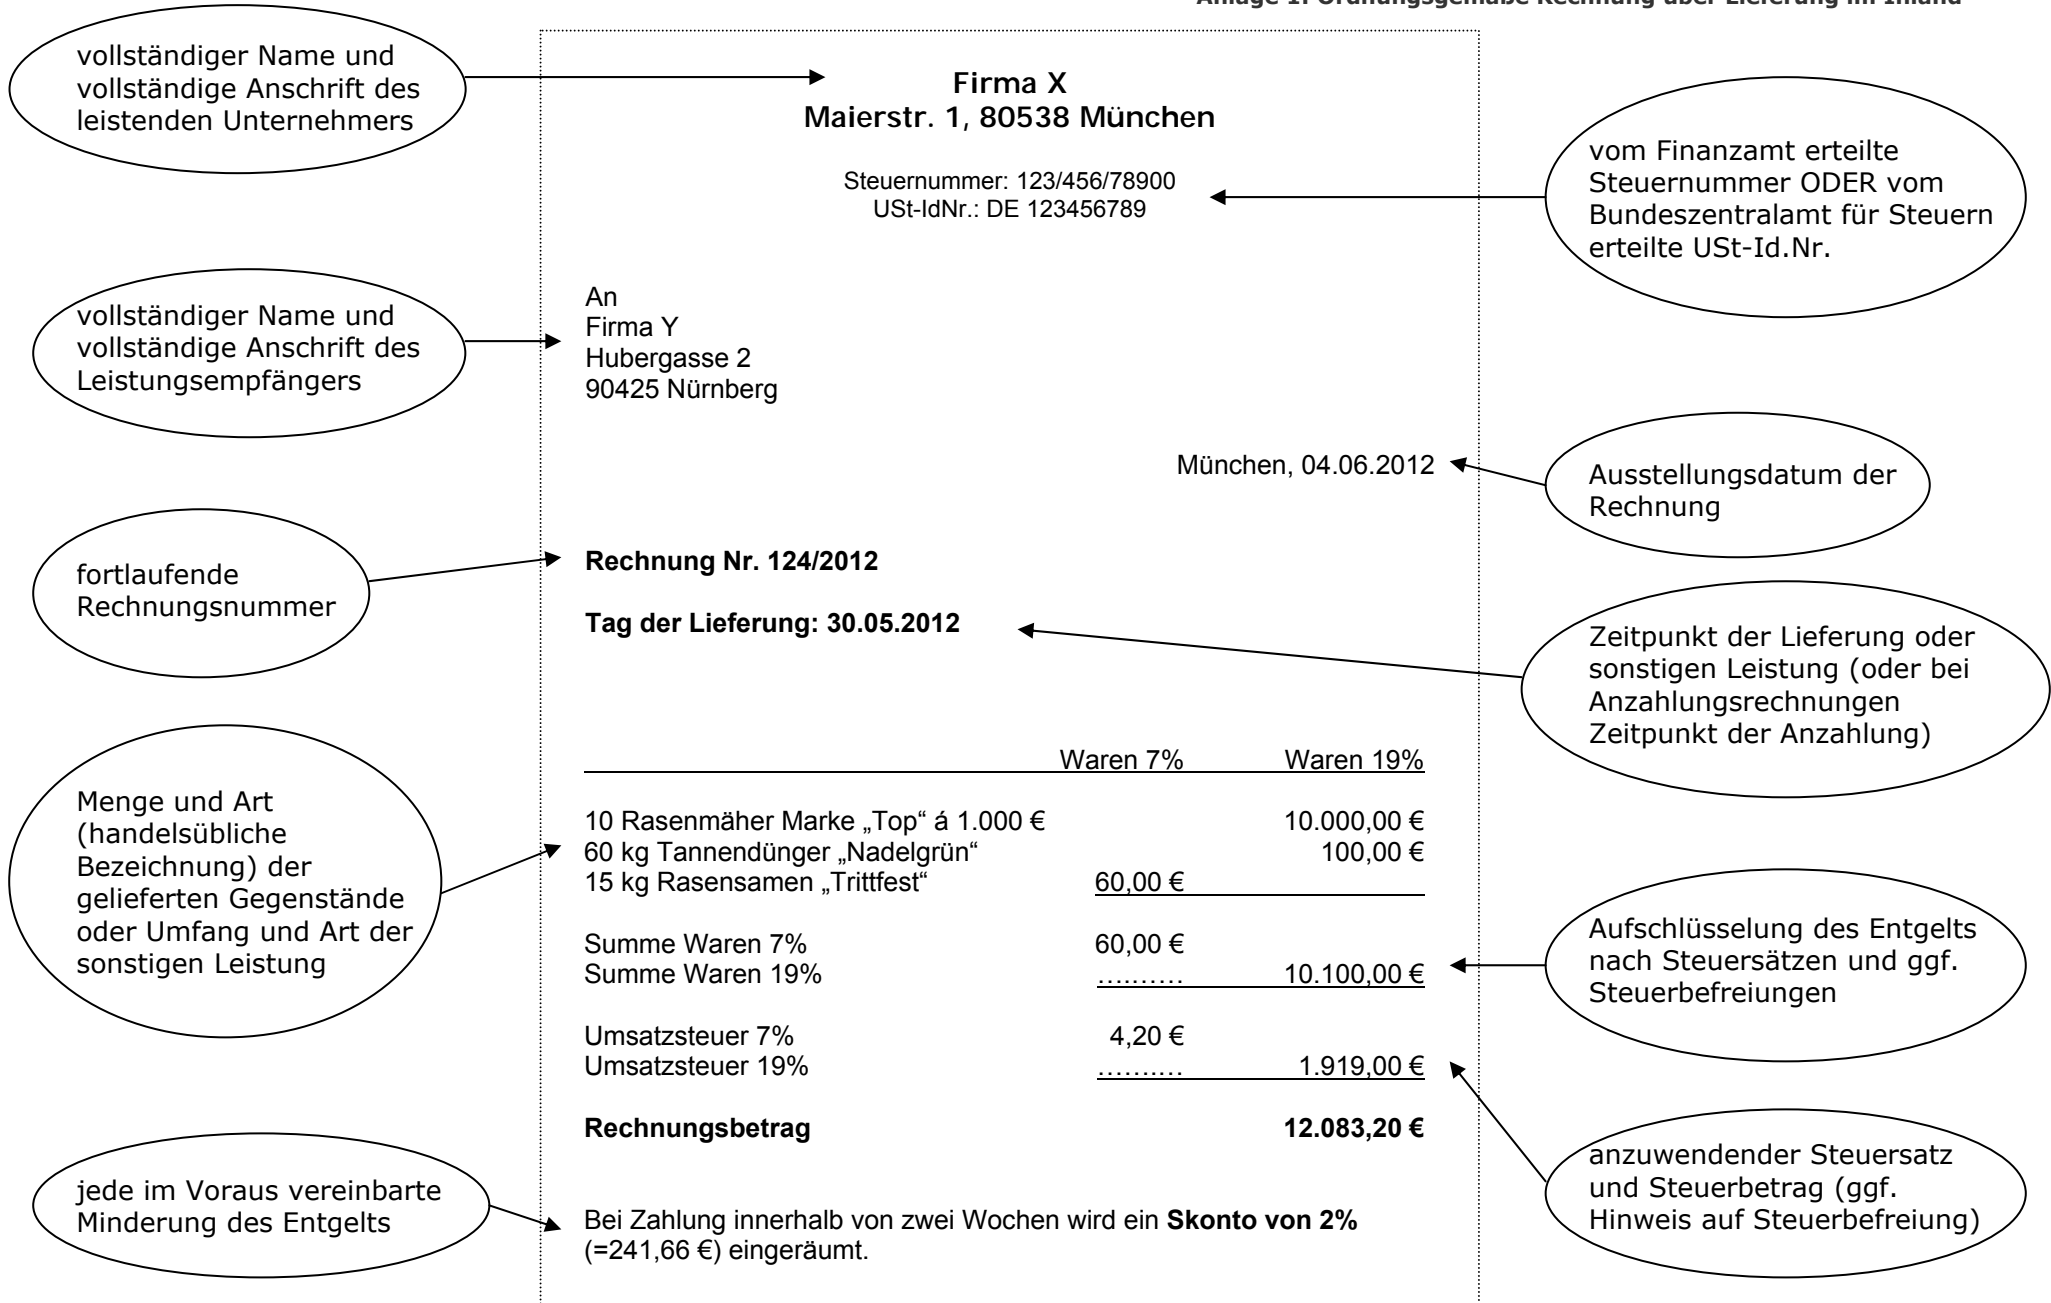 Anlage 1: Ordnungsgemäße Rechnung über Lieferung im Inland
vollständiger Name und
vollständige Anschrift des
leistenden Unternehmers
Firma X
Maierstr. 1, 80538 München
Steuernummer: 123/456/78900
USt-IdNr.: DE 123456789
vom Finanzamt erteilte
Steuernummer ODER vom
Bundeszentralamt für Steuern
erteilte USt-Id.Nr.
vollständiger Name und
vollständige Anschrift des
Leistungsempfängers
An
Firma Y
Hubergasse 2
90425 Nürnberg
München, 04.06.2012
Ausstellungsdatum der
Rechnung
fortlaufende
Rechnungsnummer
Rechnung Nr. 124/2012
Tag der Lieferung: 30.05.2012
Zeitpunkt der Lieferung oder
sonstigen Leistung (oder bei
Anzahlungsrechnungen
Zeitpunkt der Anzahlung)
Menge und Art
(handelsübliche
Bezeichnung) der
gelieferten Gegenstände
oder Umfang und Art der
sonstigen Leistung
Waren 7% Waren 19%
10 Rasenmäher Marke „Top“ á 1.000 € 10.000,00 €
60 kg Tannendünger „Nadelgrün“ 100,00 €
15 kg Rasensamen „Trittfest“ 60,00 €
Summe Waren 7% 60,00 €
Summe Waren 19% ………. 10.100,00 €
Aufschlüsselung des Entgelts
nach Steuersätzen und ggf.
Steuerbefreiungen
Umsatzsteuer 7% 4,20 €
Umsatzsteuer 19% ………. 1.919,00 €
Rechnungsbetrag 12.083,20 €
anzuwendender Steuersatz
und Steuerbetrag (ggf.
Hinweis auf Steuerbefreiung)
jede im Voraus vereinbarte
Minderung des Entgelts
Bei Zahlung innerhalb von zwei Wochen wird ein Skonto von 2%
(=241,66 €) eingeräumt.